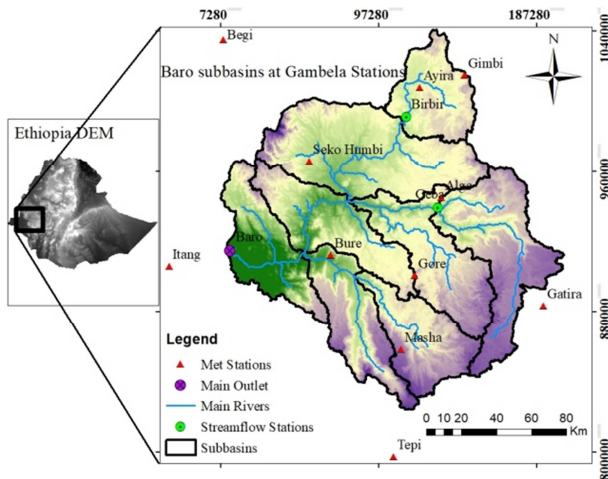 7280 97280 187280
Begi
1040000
N
Baro subbasins at Gambela Stations
Gimbi
Ayira
Birbir
Ethiopia DEM
Seko Humbi
960000
Alge
Geba
Baro
Bure
Itang
Gore
Gatira
880000
Legend
Met Stations
Masha
Main Outlet
Main Rivers
0 10 20 40 60 80
Km
Streamflow Stations
Subbasins
Tepi
800000